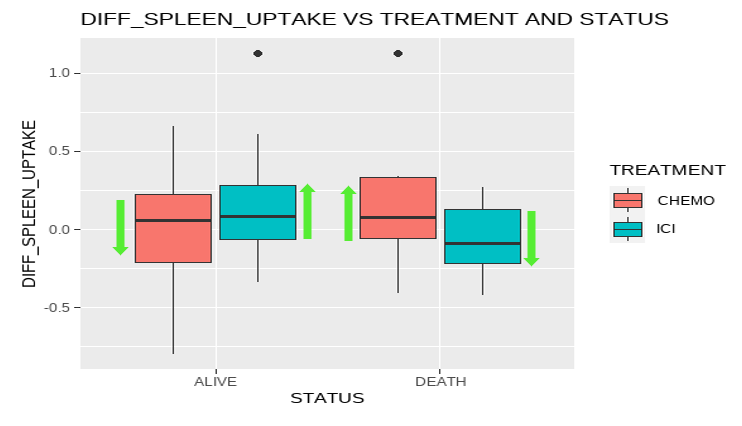 DIFF_SPLEEN_UPTAKE VS TREATMENT AND STATUS
1.0
0.5
0.0
-0.5
DIFF_SPLEEN_UPTAKE
ALIVE
DEATH
STATUS
TREATMENT
CHEMO
ICI